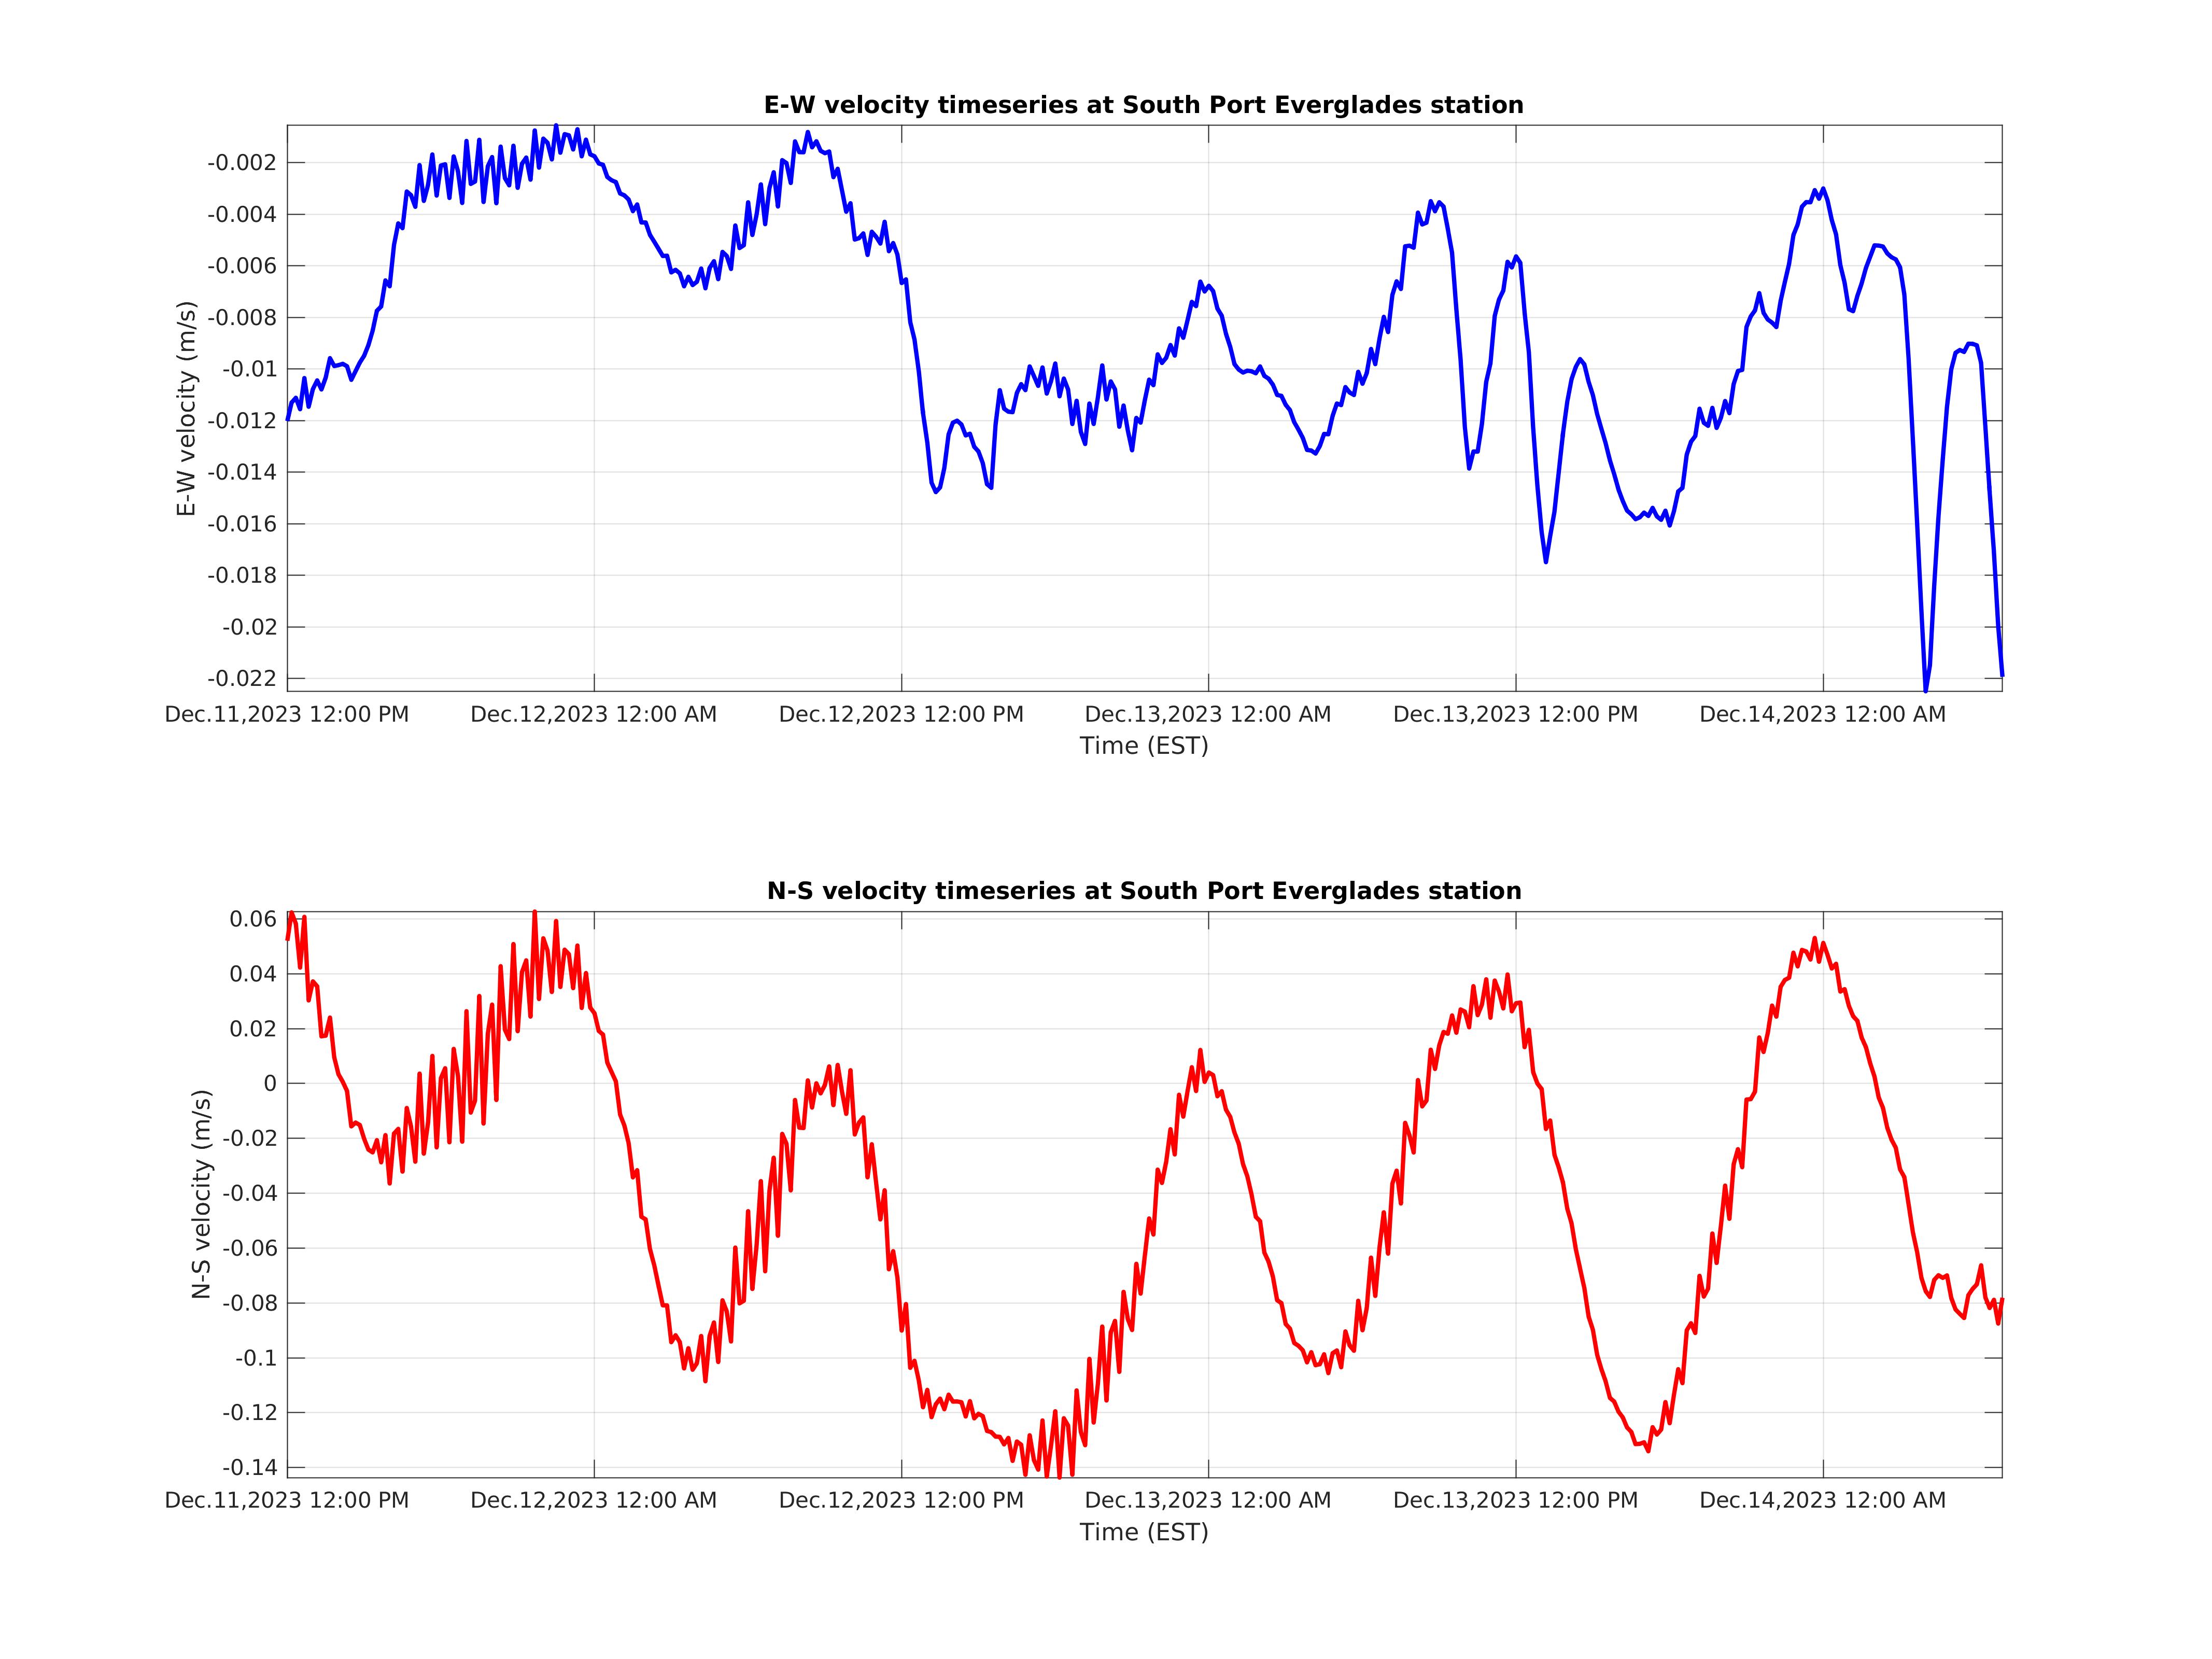 E-W velocity timeseries at South Port Everglades station
E-W velocity (m/s)
-0.002
-0.004
-0.006
-0.008
-0.01
-0.012
-0.014
-0.016
-0.018
-0.02
-0.022
Dec.11,2023 12:00 PM Dec.12,2023 12:00 AM Dec.12,2023 12:00 PM Dec.13,2023 12:00 AM Dec.13,2023 12:00 PM Dec.14,2023 12:00 AM
Time (EST)
N-S velocity timeseries at South Port Everglades station
N-S velocity (m/s)
0.06
0.04
0.02
0
-0.02
-0.04
-0.06
-0.08
-0.1
-0.12
-0.14
Dec.11,2023 12:00 PM Dec.12,2023 12:00 AM Dec.12,2023 12:00 PM Dec.13,2023 12:00 AM Dec.13,2023 12:00 PM Dec.14,2023 12:00 AM
Time (EST)